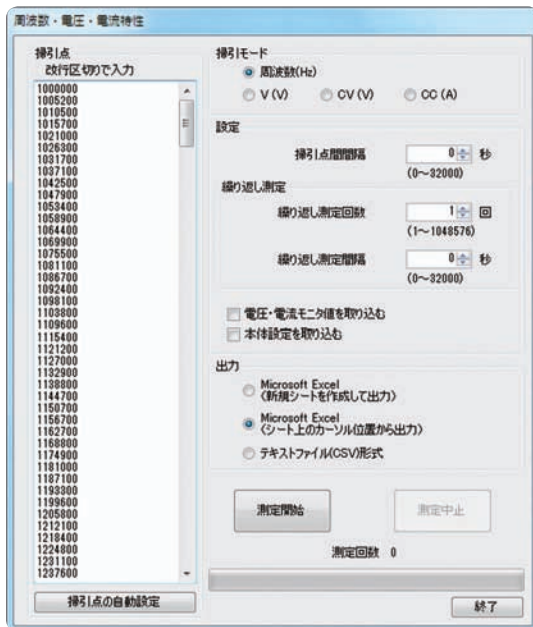 周波数・電圧・電流特性
掃引点
改行区切りで入力
1000000
1005200
1010500
1015700
1021000
1026300
1031700
1037100
1042500
1047900
1053400
1058900
1064400
1069900
1075500
1081100
1086700
1092400
1098100
1103800
1109600
1115400
1121200
1127000
1132900
1138800
1144700
1150700
1156700
1162700
1168800
1174900
1181000
1187100
1193300
1199600
1205800
1212100
1218400
1224800
1231100
1237600
掃引点の自動設定
掃引モード
周波数(Hz)
V (V) CV (V) CC (A)
設定
掃引点間間隔 0 秒
(0～32000)
繰り返し測定
繰り返し測定回数 1 回
(1～1048576)
繰り返し測定間隔 0 秒
(0～32000)
電圧・電流モニタ値を取り込む
本体設定を取り込む
出力
Microsoft Excel
(新規シートを作成して出力)
Microsoft Excel
(シート上のカーソル位置から出力)
テキストファイル(CSV)形式
測定開始 測定中止
測定回数 0
終了